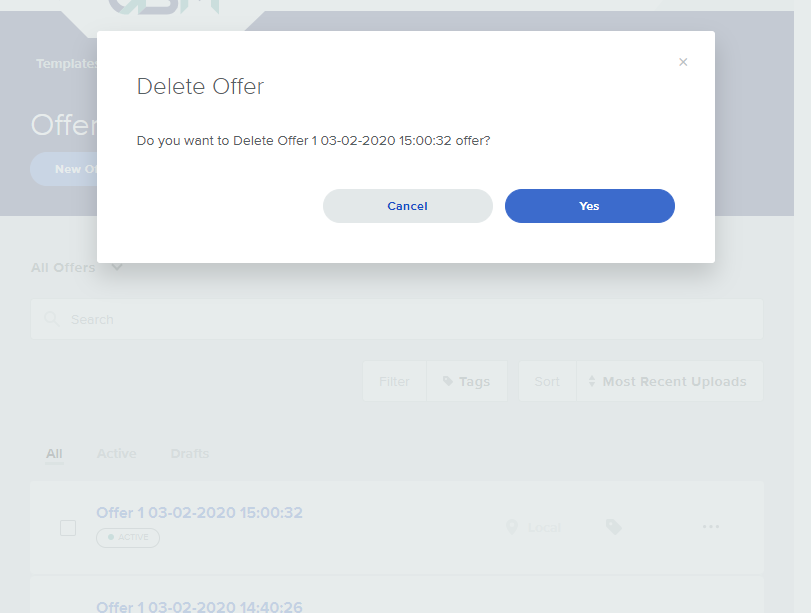 Templates
Delete Offer
Offer
Do you want to Delete Offer 1 03-02-2020 15:00:32 offer?
New Of
Cancel
Yes
All Offers
Search
Filter
Tags
Sort
Most Recent Uploads
All
Active
Drafts
Offer 1 03-02-2020 15:00:32
ACTIVE
Local
Offer 1 03-02-2020 14:40:26